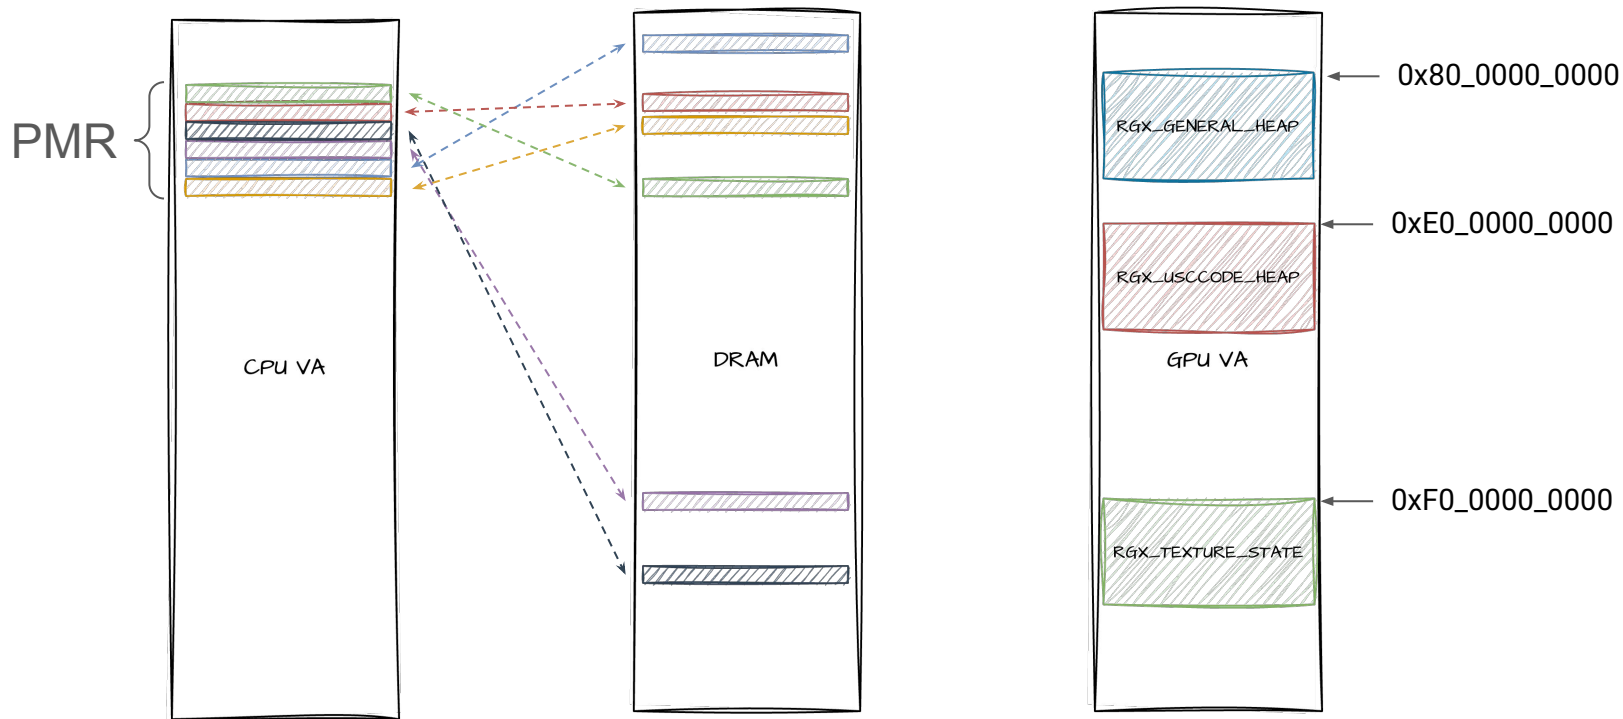 PMR
CPU VA
DRAM
RGX_GENERAL_HEAP
0x80_0000_0000
RGX_USCCODE_HEAP
0xE0_0000_0000
GPU VA
RGX_TEXTURE_STATE
0xF0_0000_0000